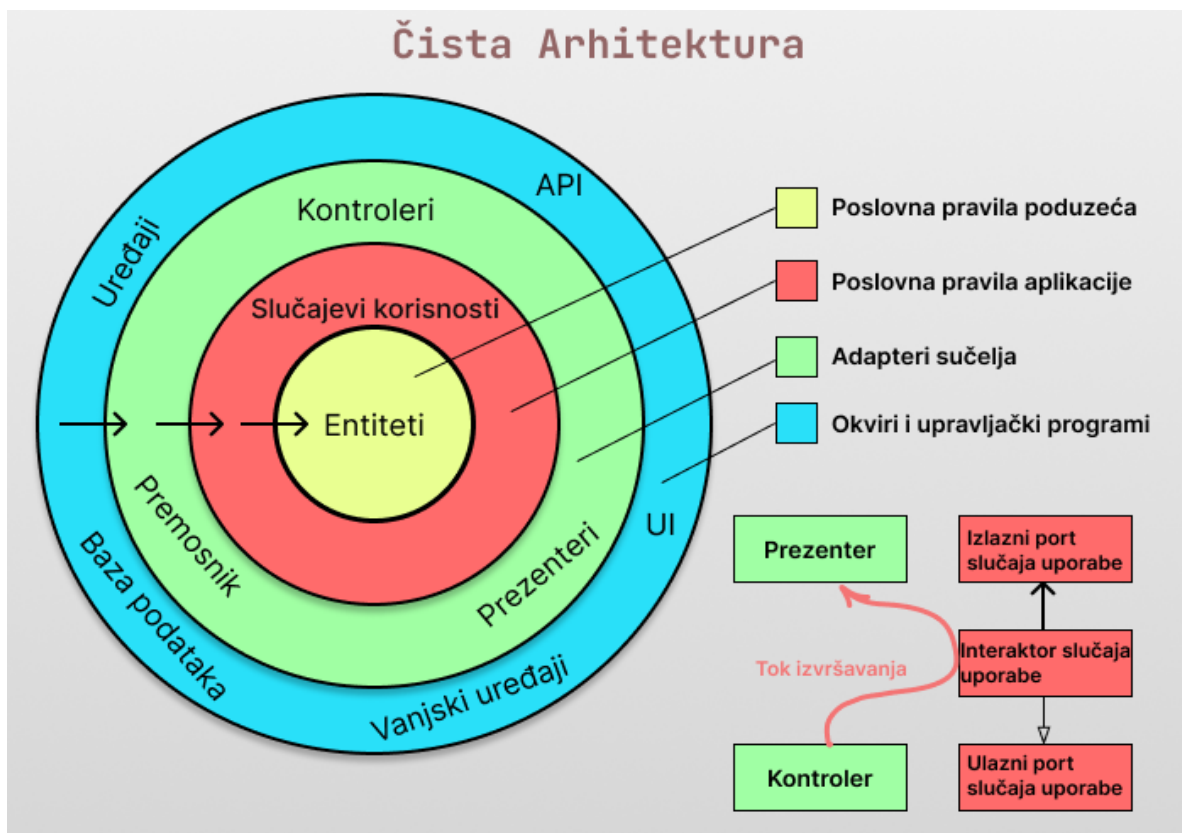 Čista Arhitektura
API
Kontroleri
Uređaji
Slučajevi korisnosti
Entiteti
Premosnik
Prezenteri
UI
Baza podataka
Vanjski uređaji
Poslovna pravila poduzeća
Poslovna pravila aplikacije
Adapteri sučelja
Okviri i upravljački programi
Prezenter
Izlazni port
slučaja uporabe
Tok izvršavanja
Interaktor slučaja
uporabe
Kontroler
Ulazni port
slučaja uporabe